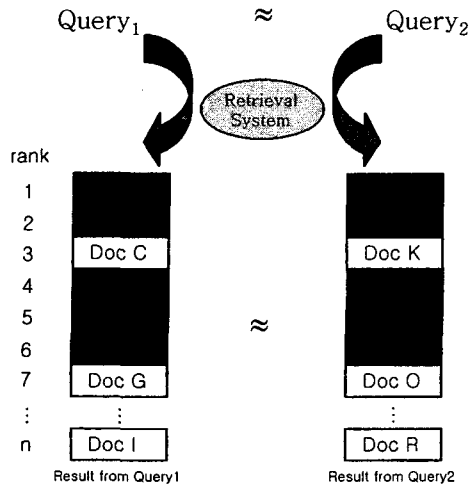 Query1 ≈ Query2
Retrieval
System
rank
1
2
3 Doc C Doc K
4
5 ≈
6
7 Doc G Doc O
⋮ ⋮ ⋮
n Doc I Doc R
Result from Query1 Result from Query2